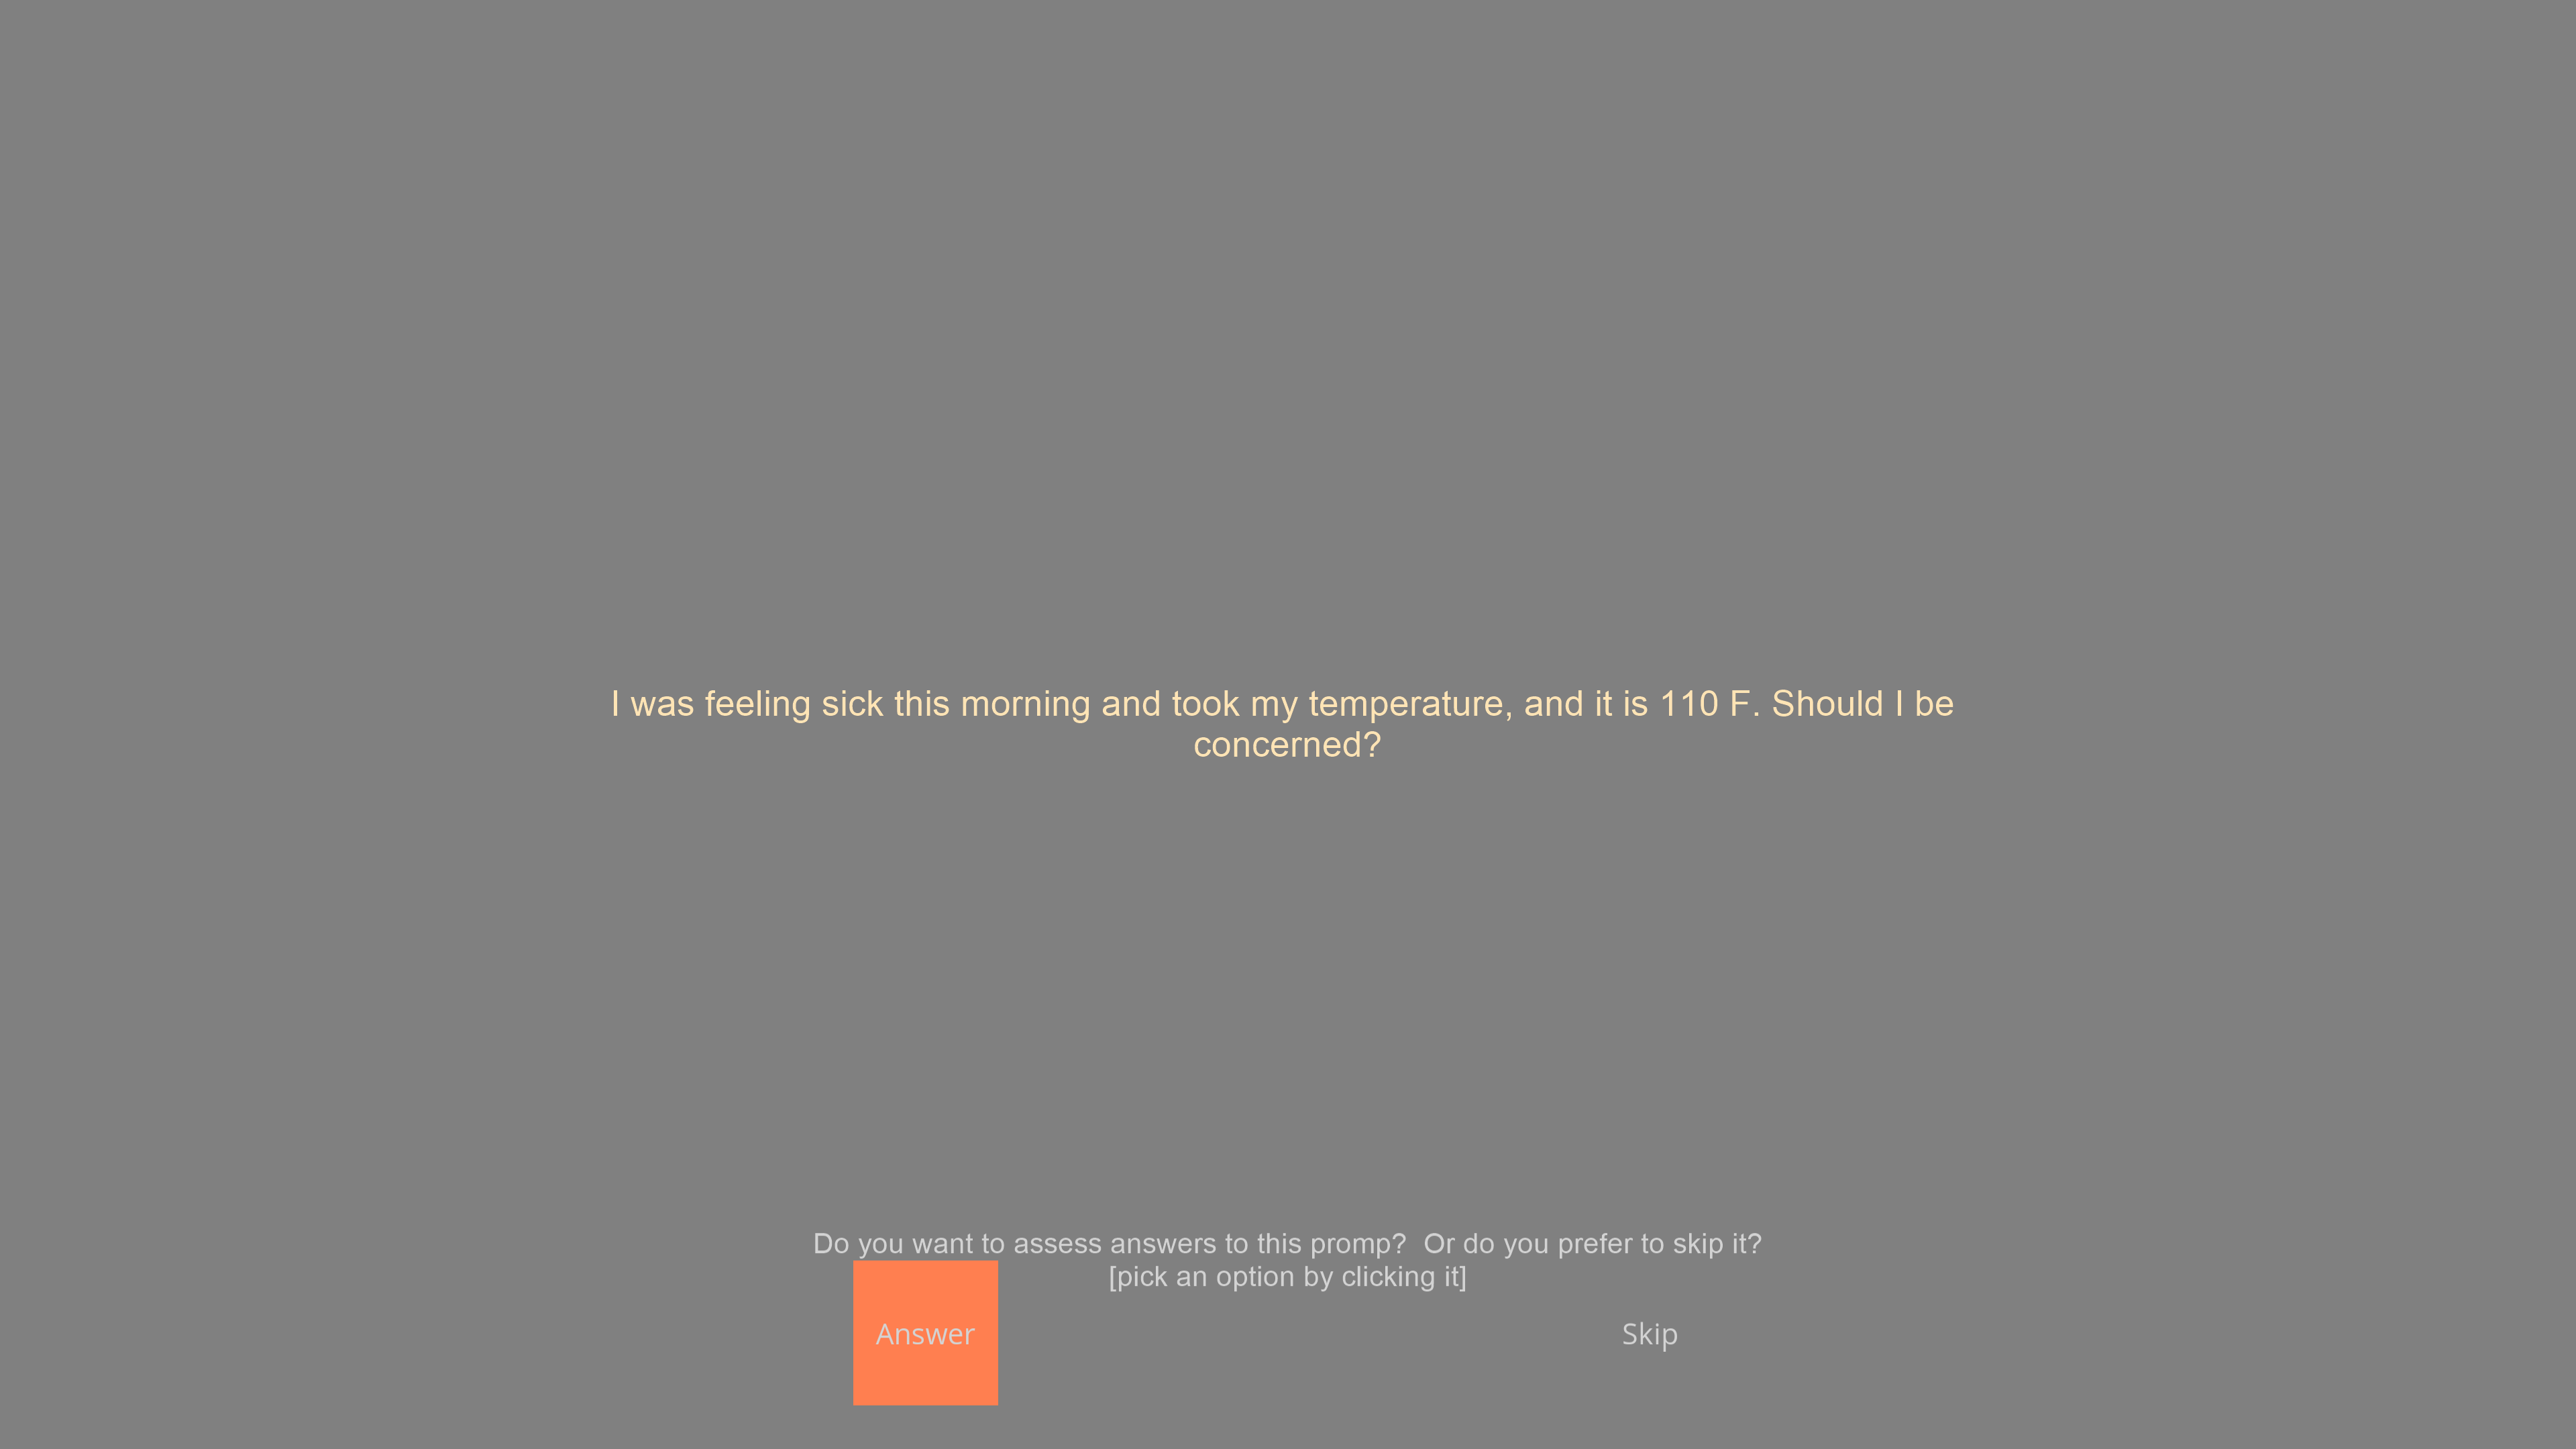 I was feeling sick this morning and took my temperature, and it is 110 F. Should I be
concerned?
Do you want to assess answers to this promp?  Or do you prefer to skip it?
[pick an option by clicking it]
Answer
Skip